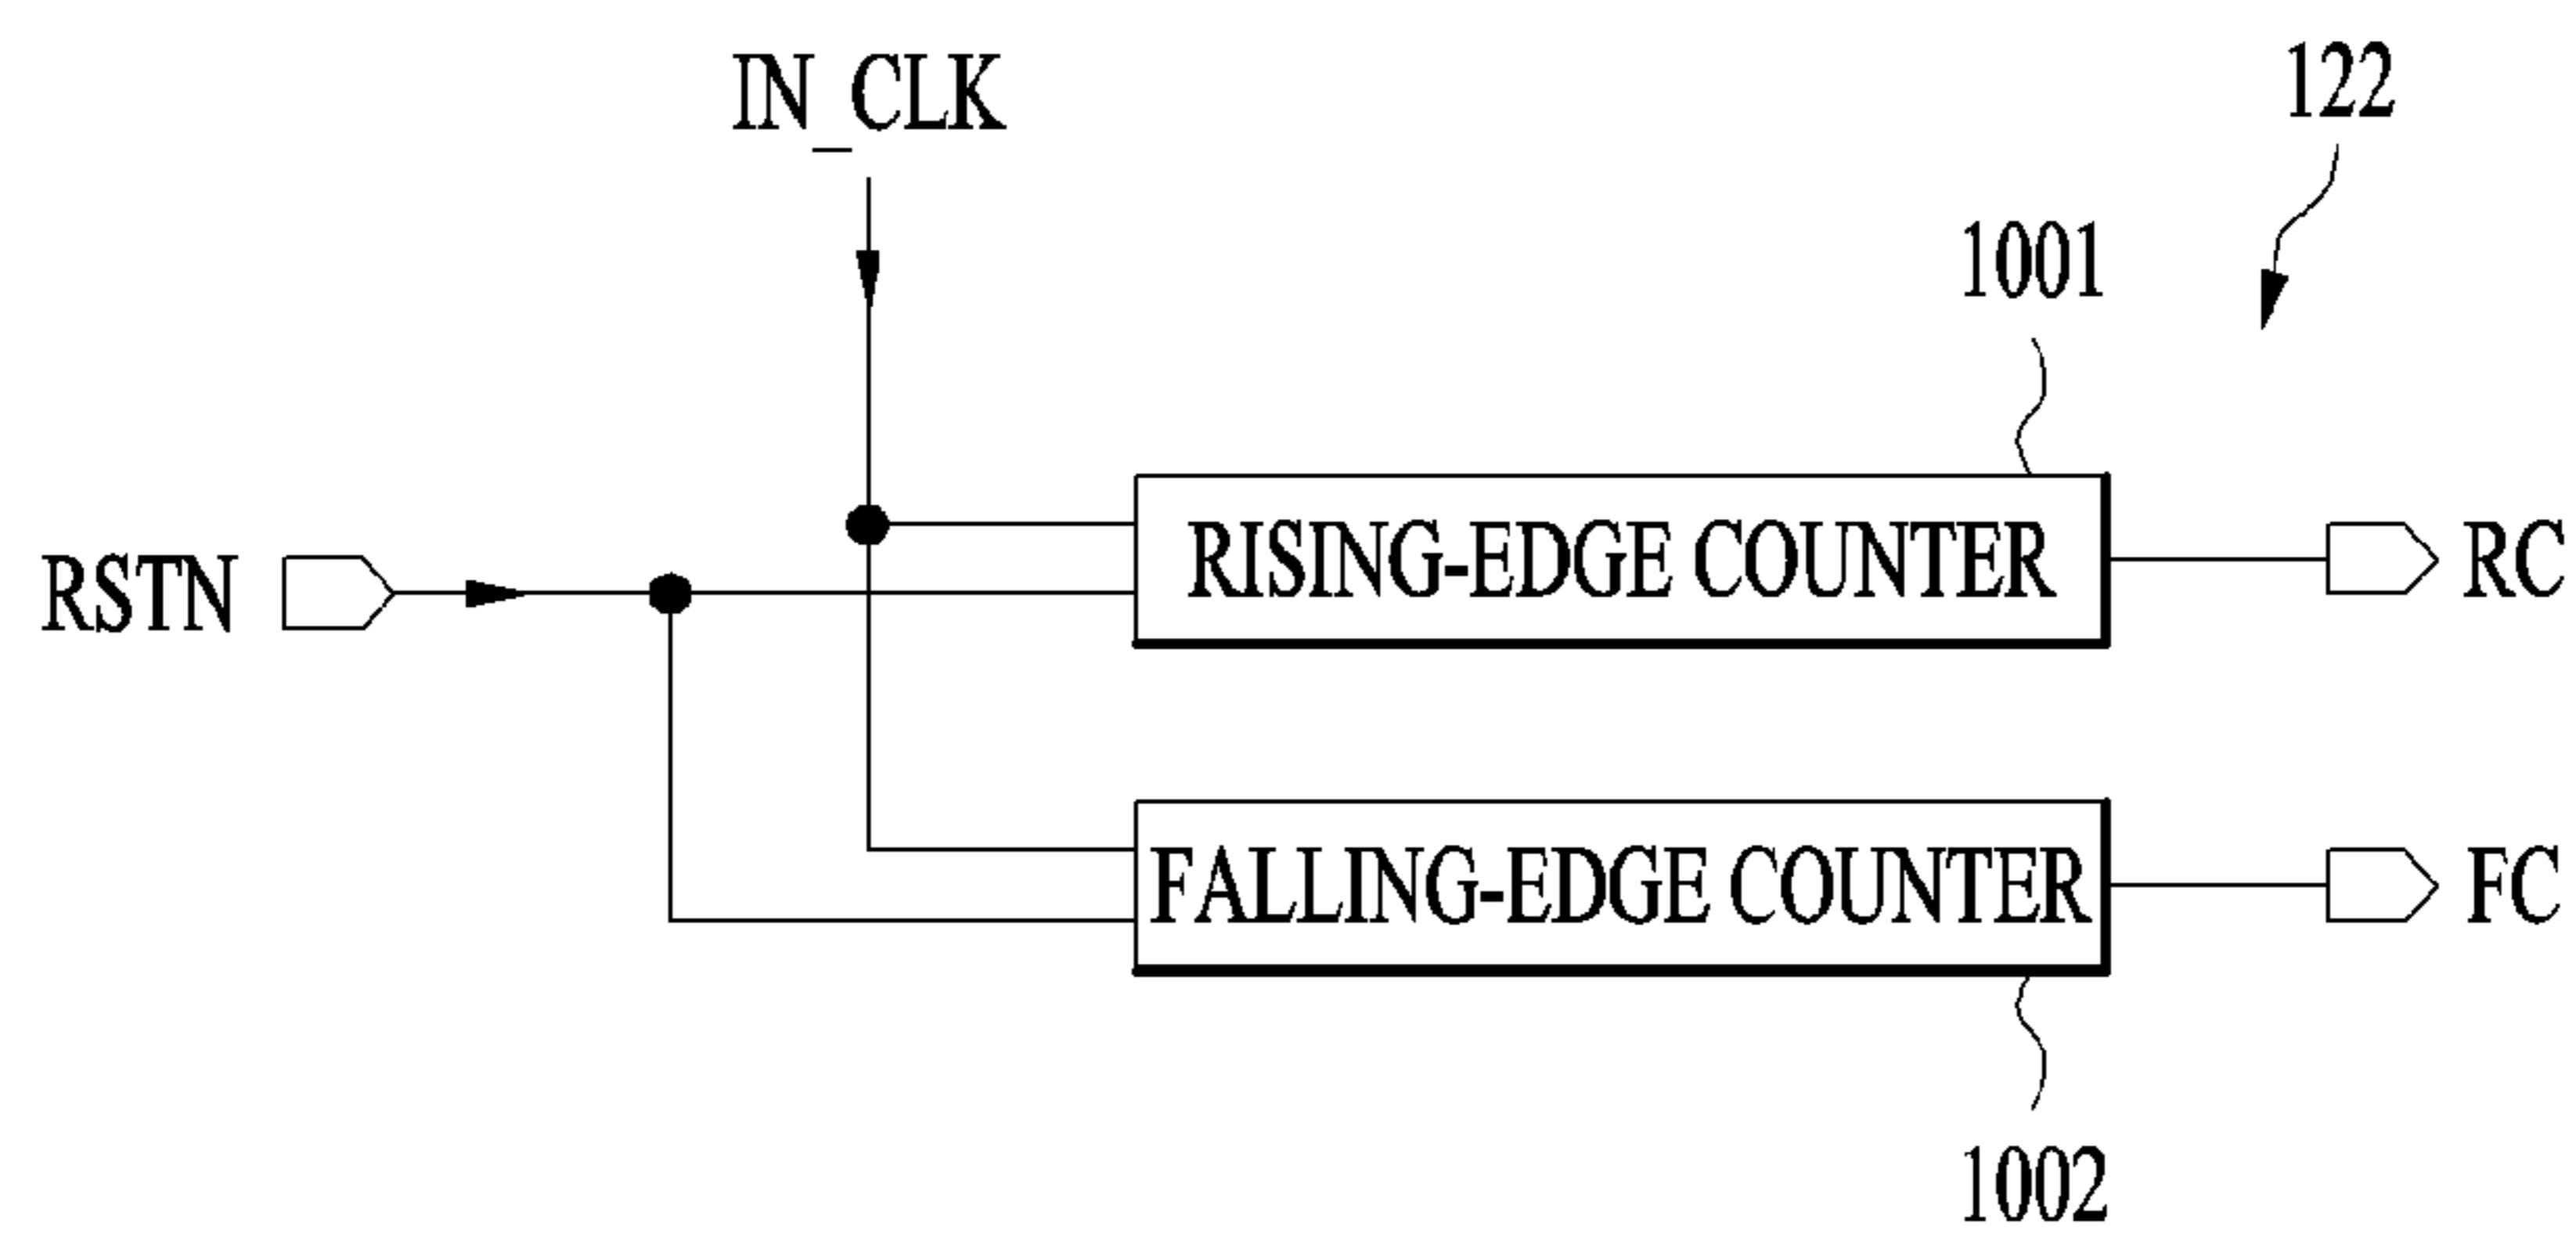 IN_CLK
122
1001
RSTN
RISING-EDGE COUNTER
RC
FALLING-EDGE COUNTER
FC
1002